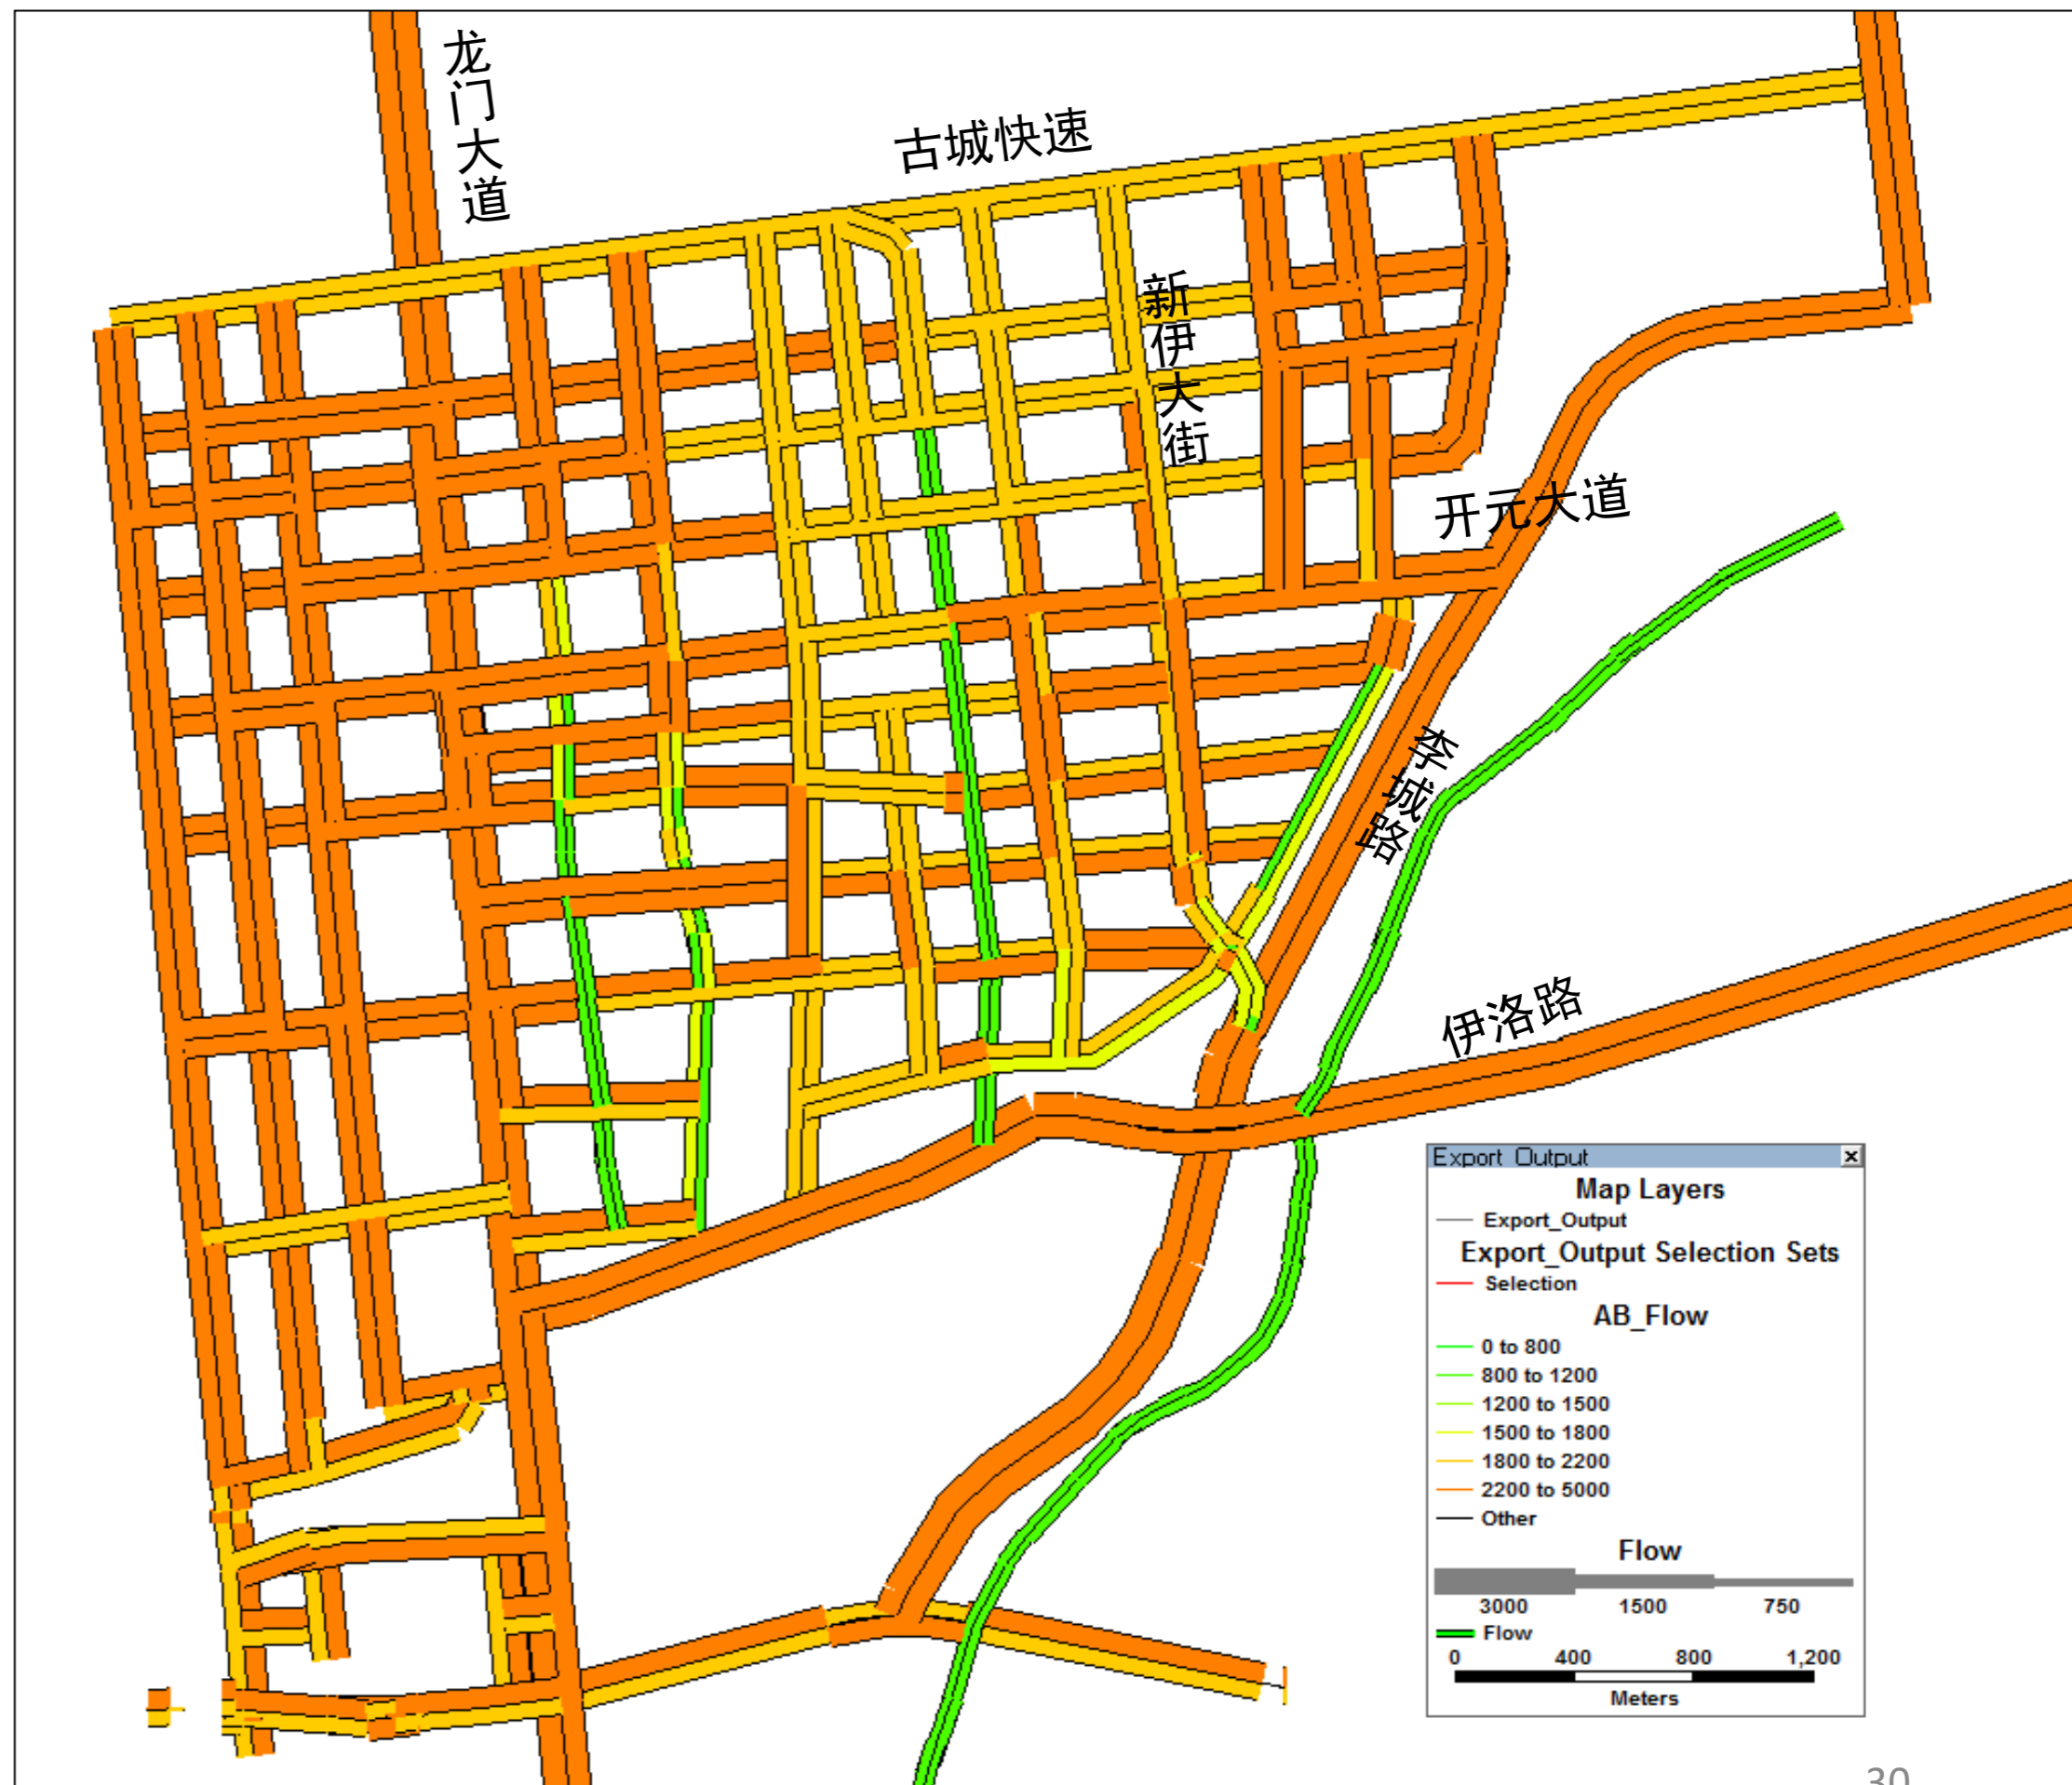 龙门大道
古城快速
新伊大街
开元大道
李城路
伊洛路
Export Output
Map Layers
Export_Output
Export_Output Selection Sets
Selection
AB_Flow
0 to 800
800 to 1200
1200 to 1500
1500 to 1800
1800 to 2200
2200 to 5000
Other
Flow
3000 1500 750
Flow
0 400 800 1,200
Meters
30